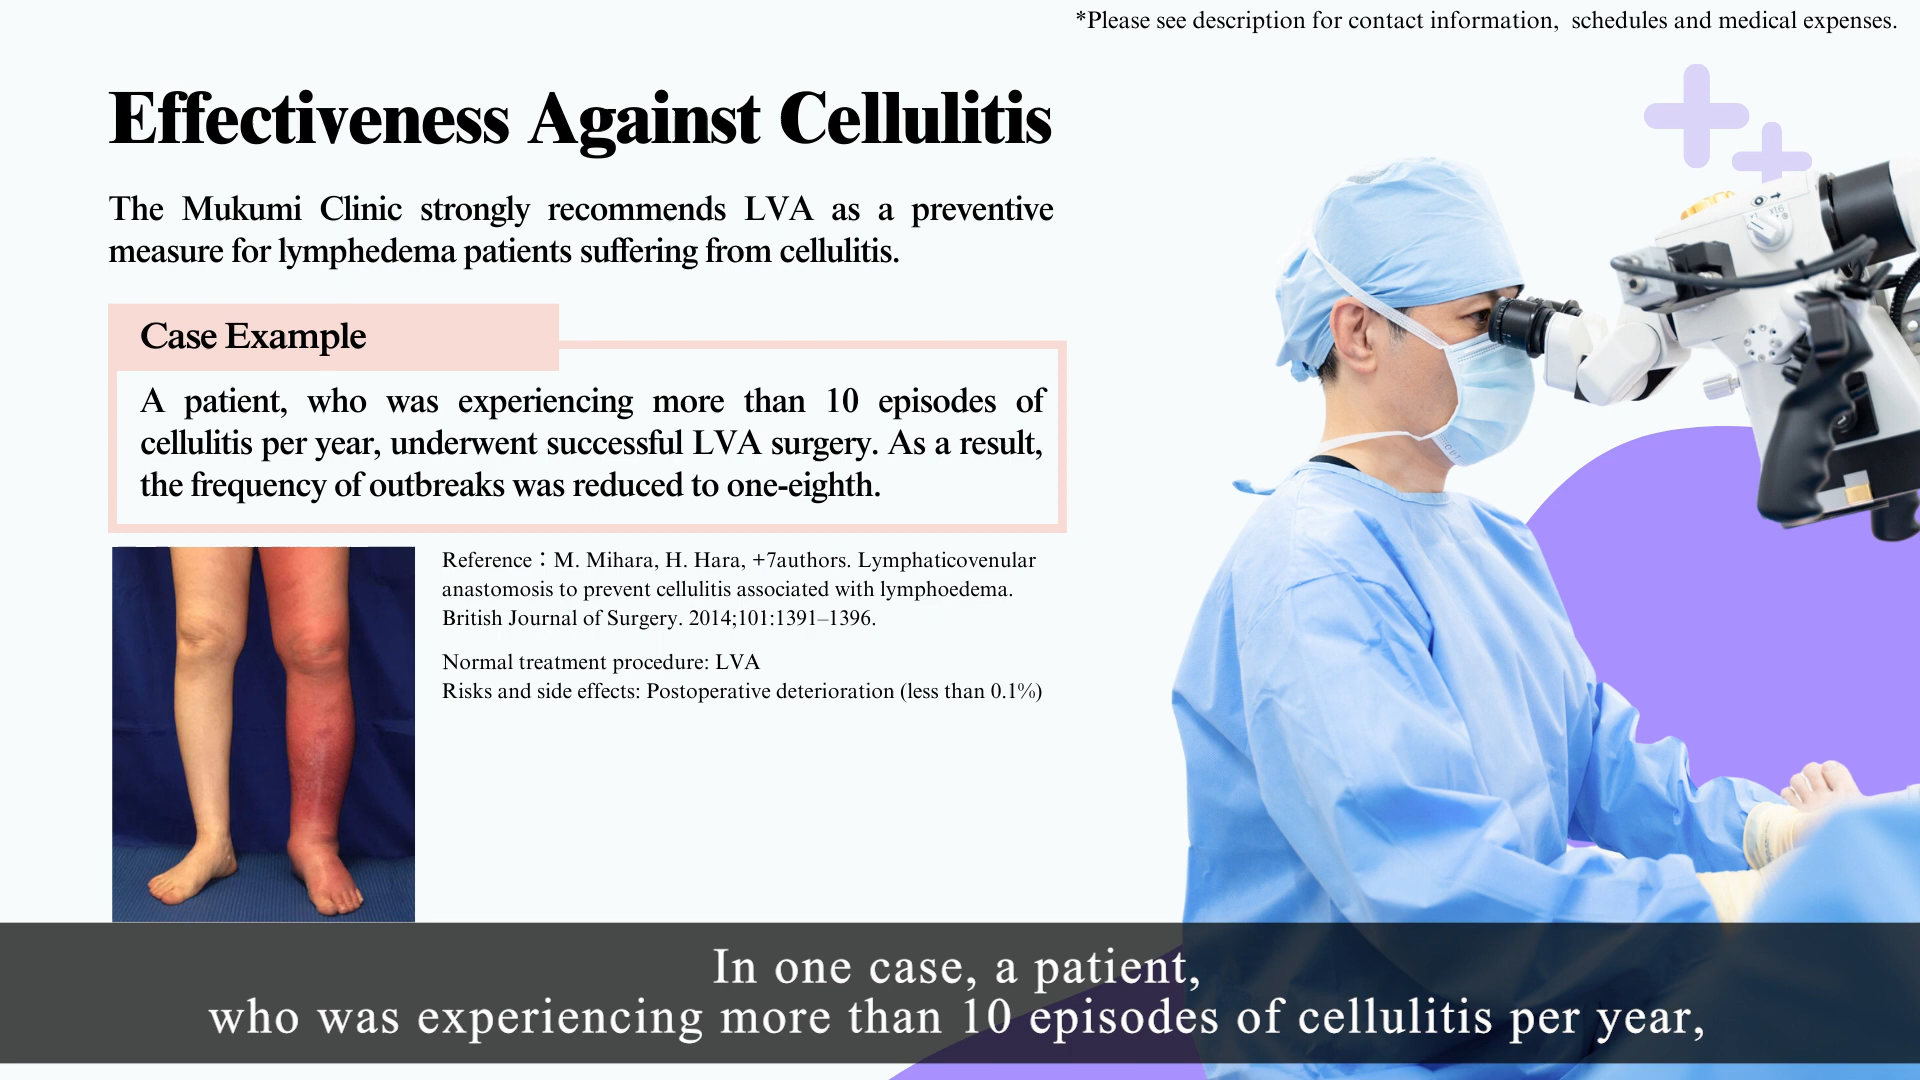 *Please see description for contact information, schedules and medical expenses.
Effectiveness Against Cellulitis
The Mukumi Clinic strongly recommends LVA as a preventive
measure for lymphedema patients suffering from cellulitis.
Case Example
A patient, who was experiencing more than 10 episodes of
cellulitis per year, underwent successful LVA surgery. As a result,
the frequency of outbreaks was reduced to one-eighth.
Reference：M. Mihara, H. Hara, +7authors. Lymphaticovenular
anastomosis to prevent cellulitis associated with lymphoedema.
British Journal of Surgery. 2014;101:1391–1396.
Normal treatment procedure: LVA
Risks and side effects: Postoperative deterioration (less than 0.1%)
In one case, a patient,
who was experiencing more than 10 episodes of cellulitis per year,